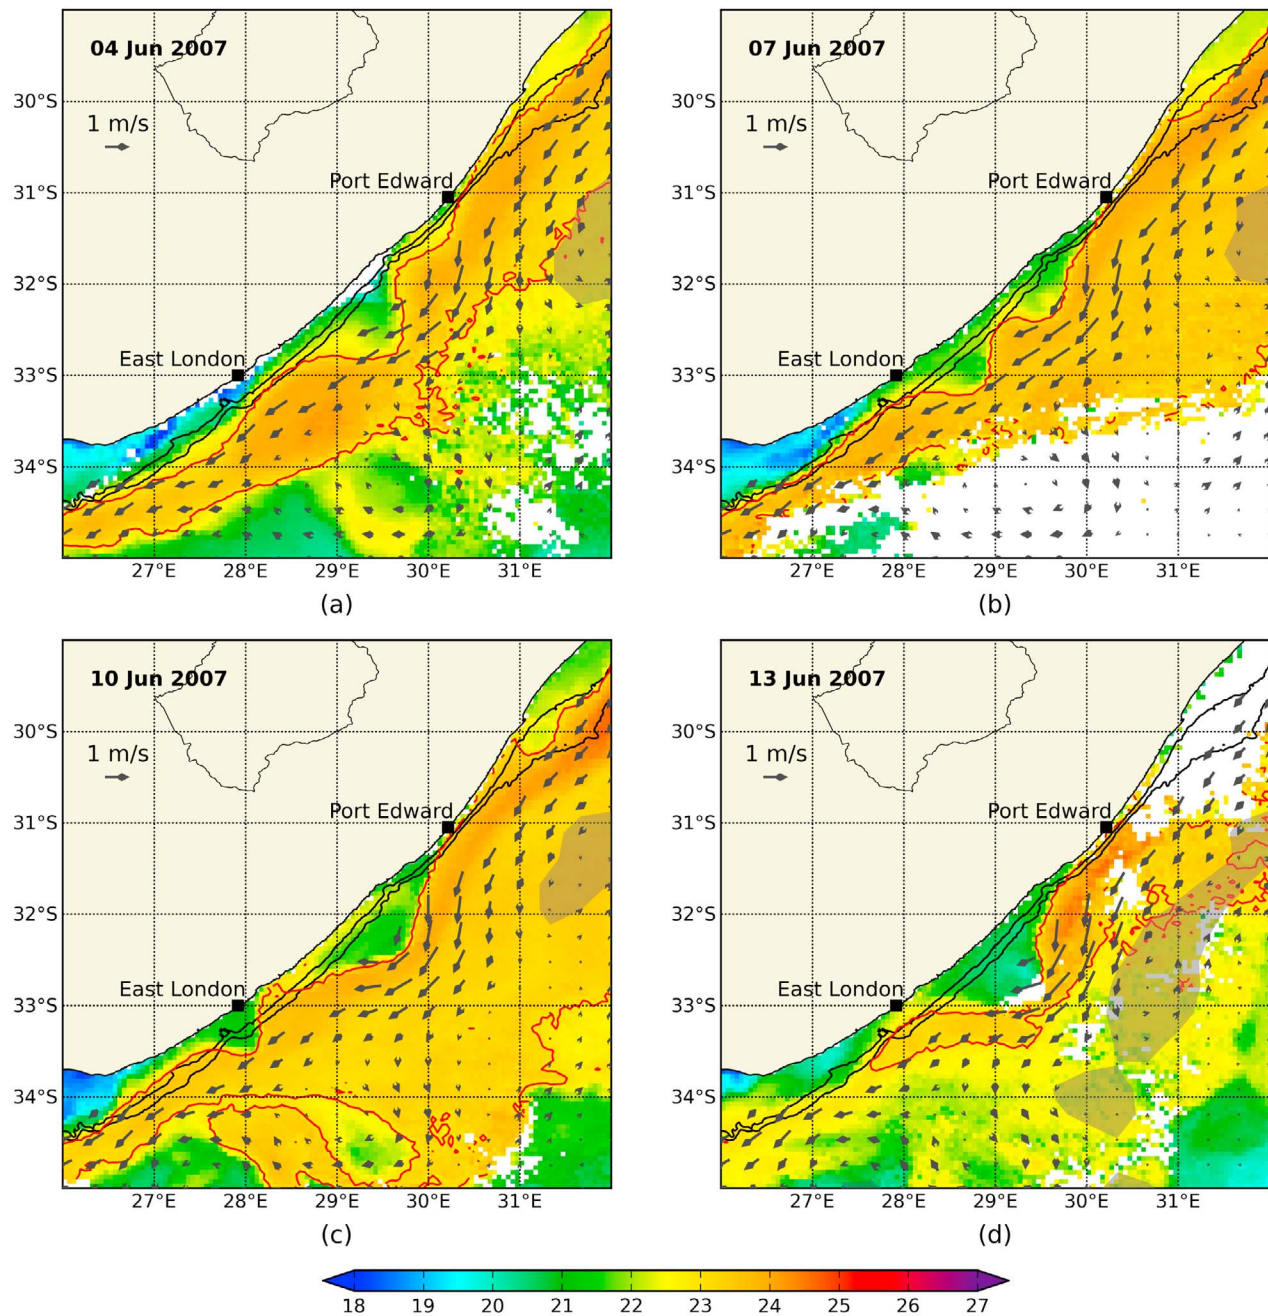 04 Jun 2007
30°S
1 m/s
Port Edward
31°S
32°S
East London
33°S
34°S
27°E 28°E 29°E 30°E 31°E
(a)
07 Jun 2007
30°S
1 m/s
Port Edward
31°S
32°S
East London
33°S
34°S
27°E 28°E 29°E 30°E 31°E
(b)
10 Jun 2007
30°S
1 m/s
Port Edward
31°S
32°S
East London
33°S
34°S
27°E 28°E 29°E 30°E 31°E
(c)
13 Jun 2007
30°S
1 m/s
Port Edward
31°S
32°S
East London
33°S
34°S
27°E 28°E 29°E 30°E 31°E
(d)
18 19 20 21 22 23 24 25 26 27